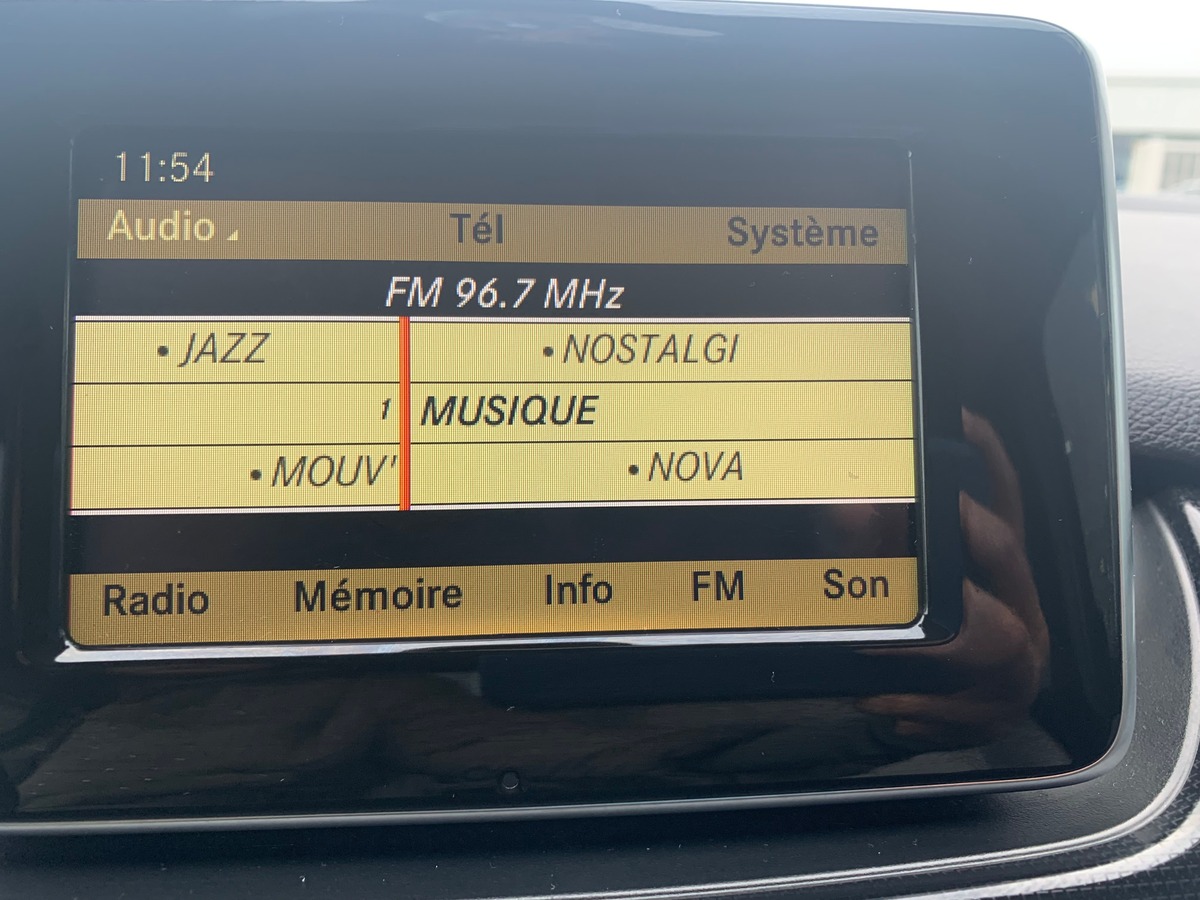 11:54
Audio Tél Système
FM 96.7 MHz
• JAZZ • NOSTALGI
1 MUSIQUE
• MOUV' • NOVA
Radio Mémoire Info FM Son